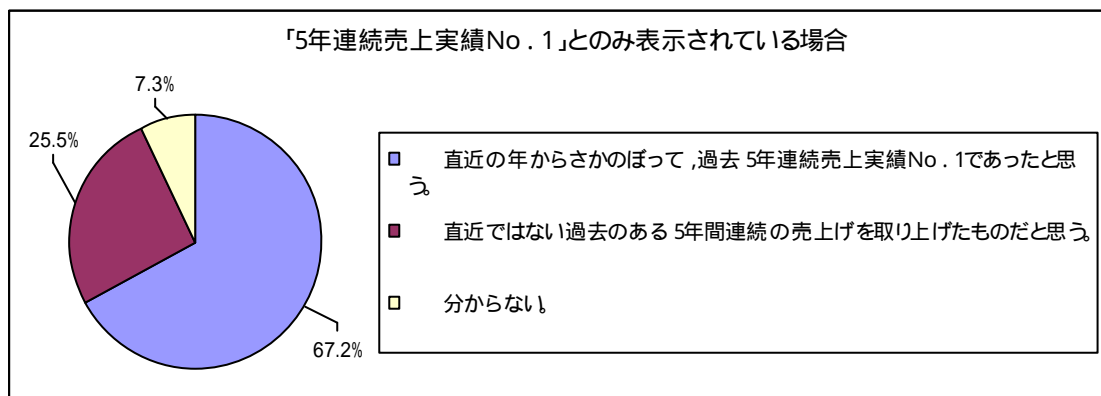 「5年連続売上実績No．1」とのみ表示されている場合
7.3%
25.5%
67.2%
直近の年からさかのぼって，過去5年連続売上実績No．1であったと思
う。
直近ではない過去のある5年間連続の売上げを取り上げたものだと思う。
分からない。